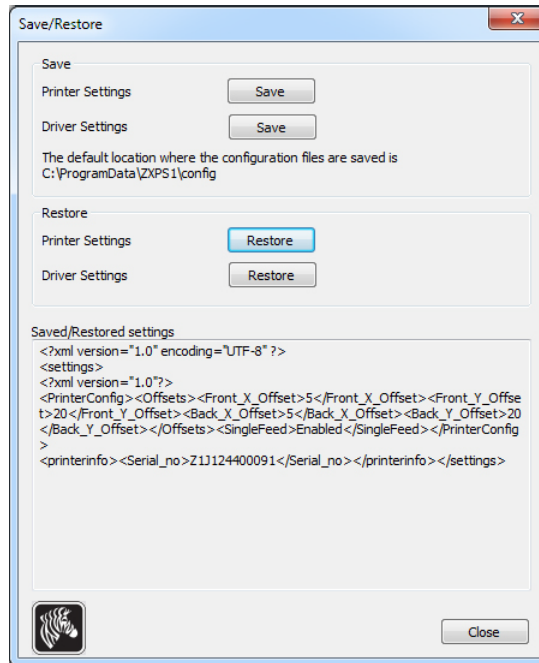 Save/Restore
Save
Printer Settings
Save
Driver Settings
Save
The default location where the configuration files are saved is
C:\ProgramData\ZXPS1\config
Restore
Printer Settings
Restore
Driver Settings
Restore
Saved/Restored settings
<?xml version="1.0" encoding="UTF-8" ?>
<settings>
<?xml version="1.0"?>
<PrinterConfig><Offsets><Front_X_Offset>5</Front_X_Offset><Front_Y_Offse
t>20</Front_Y_Offset><Back_X_Offset>5</Back_X_Offset><Back_Y_Offset>20
</Back_Y_Offset></Offsets><SingleFeed>Enabled</SingleFeed></PrinterConfig
>
<printerinfo><Serial_no>Z1J124400091</Serial_no></printerinfo></settings>
Close